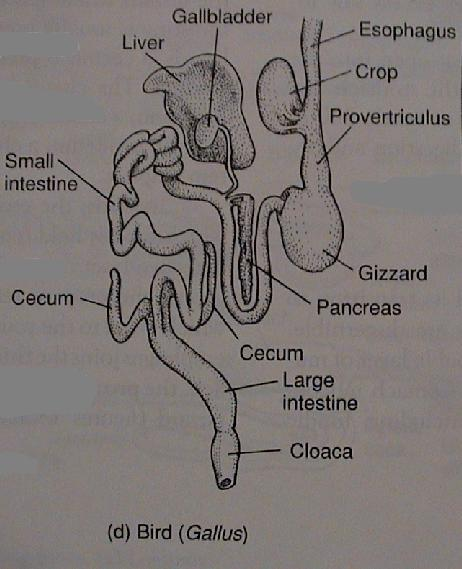 Gallbladder
Liver
Esophagus
Crop
Provertriculus
Small
intestine
Gizzard
Cecum
Pancreas
Cecum
Large
intestine
Cloaca
(d) Bird (Gallus)